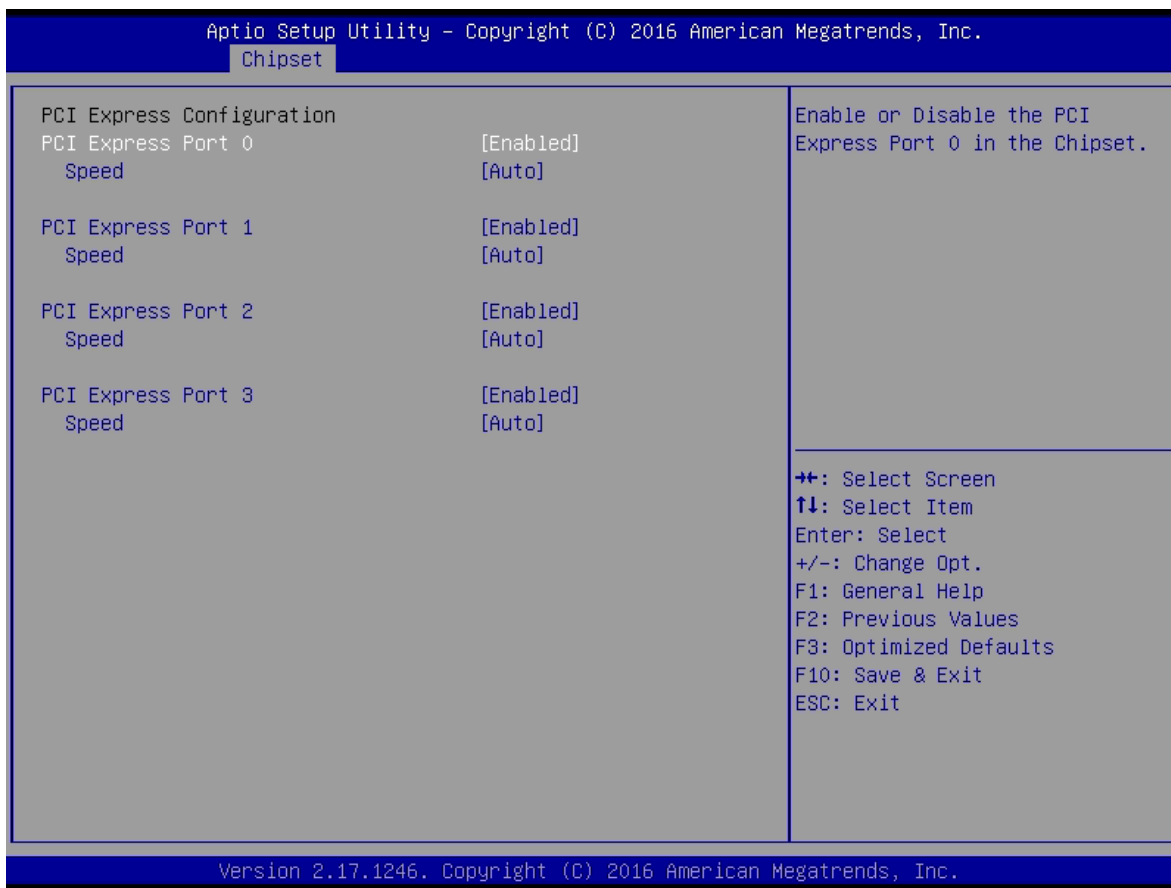 Aptio Setup Utility – Copyright (C) 2016 American Megatrends, Inc.
Chipset
PCI Express Configuration
PCI Express Port 0 [Enabled]
Speed [Auto]
PCI Express Port 1 [Enabled]
Speed [Auto]
PCI Express Port 2 [Enabled]
Speed [Auto]
PCI Express Port 3 [Enabled]
Speed [Auto]
Enable or Disable the PCI
Express Port 0 in the Chipset.
→←: Select Screen
↑↓: Select Item
Enter: Select
+/-: Change Opt.
F1: General Help
F2: Previous Values
F3: Optimized Defaults
F10: Save & Exit
ESC: Exit
Version 2.17.1246. Copyright (C) 2016 American Megatrends, Inc.